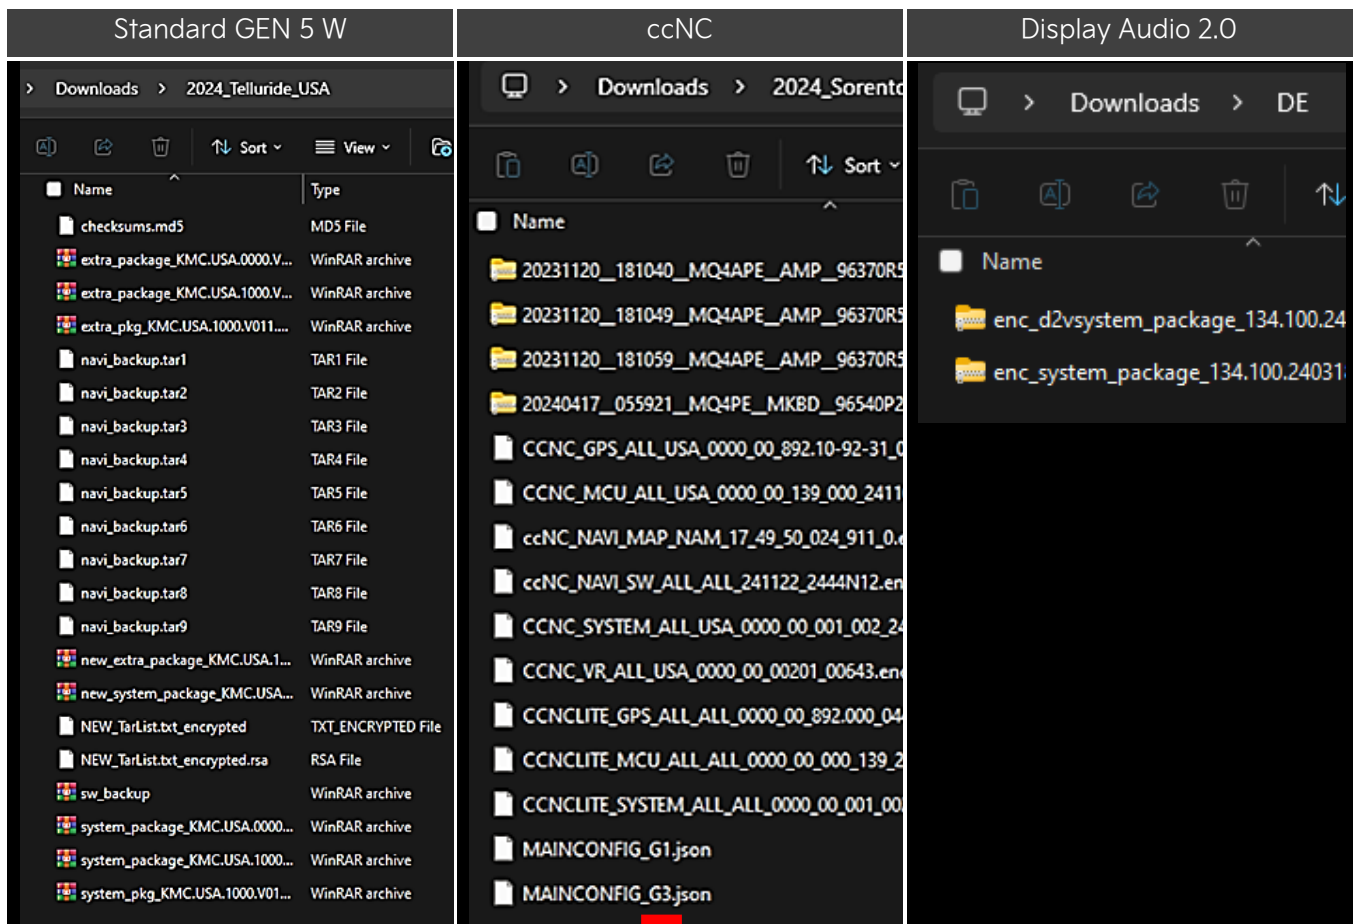 Standard GEN 5 W
Downloads > 2024_Telluride_USA
Sort
View
Name Type
checksums.md5 MD5 File
extra_package_KMC.USA.0000.V... WinRAR archive
extra_package_KMC.USA.1000.V... WinRAR archive
extra_pkg_KMC.USA.1000.V011.... WinRAR archive
navi_backup.tar1 TAR1 File
navi_backup.tar2 TAR2 File
navi_backup.tar3 TAR3 File
navi_backup.tar4 TAR4 File
navi_backup.tar5 TAR5 File
navi_backup.tar6 TAR6 File
navi_backup.tar7 TAR7 File
navi_backup.tar8 TAR8 File
navi_backup.tar9 TAR9 File
new_extra_package_KMC.USA.1... WinRAR archive
new_system_package_KMC.USA... WinRAR archive
NEW_TarList.txt_encrypted TXT_ENCRYPTED File
NEW_TarList.txt_encrypted.rsa RSA File
sw_backup WinRAR archive
system_package_KMC.USA.0000... WinRAR archive
system_package_KMC.USA.1000... WinRAR archive
system_pkg_KMC.USA.1000.V01... WinRAR archive
ccNC
Downloads > 2024_Sorento
Sort
Name
20231120__181040__MQ4APE__AMP__96370R5
20231120__181049__MQ4APE__AMP__96370R5
20231120__181059__MQ4APE__AMP__96370R5
20240417__055921__MQ4PE__MKBD__96540P2
CCNC_GPS_ALL_USA_0000_00_892.10-92-31_0
CCNC_MCU_ALL_USA_0000_00_139_000_2411
ccNC_NAVI_MAP_NAM_17_49_50_024_911_0.e
ccNC_NAVI_SW_ALL_ALL_241122_2444N12.en
CCNC_SYSTEM_ALL_USA_0000_00_001_002_24
CCNC_VR_ALL_USA_0000_00_00201_00643.en
CCNCLITE_GPS_ALL_ALL_0000_00_892.000_04
CCNCLITE_MCU_ALL_ALL_0000_00_000_139_2
CCNCLITE_SYSTEM_ALL_ALL_0000_00_001_00
MAINCONFIG_G1.json
MAINCONFIG_G3.json
Display Audio 2.0
Downloads > DE
Name
enc_d2vsystem_package_134.100.24
enc_system_package_134.100.24031